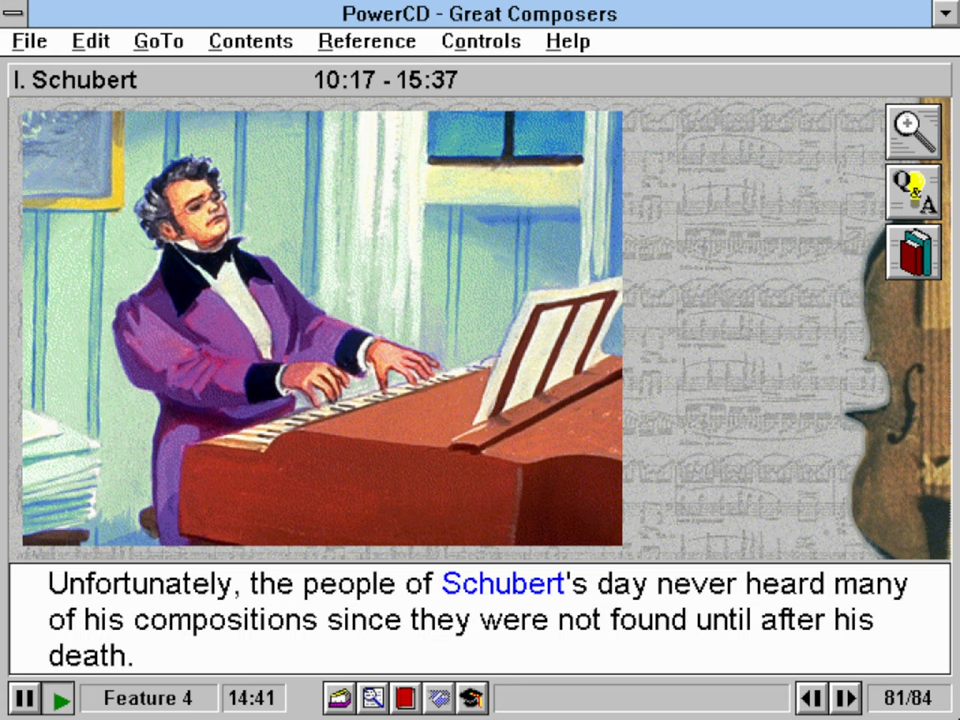 PowerCD - Great Composers
File Edit GoTo Contents Reference Controls Help
I. Schubert 10:17 - 15:37
Q & A
Unfortunately, the people of Schubert's day never heard many
of his compositions since they were not found until after his
death.
Feature 4 14:41 81/84